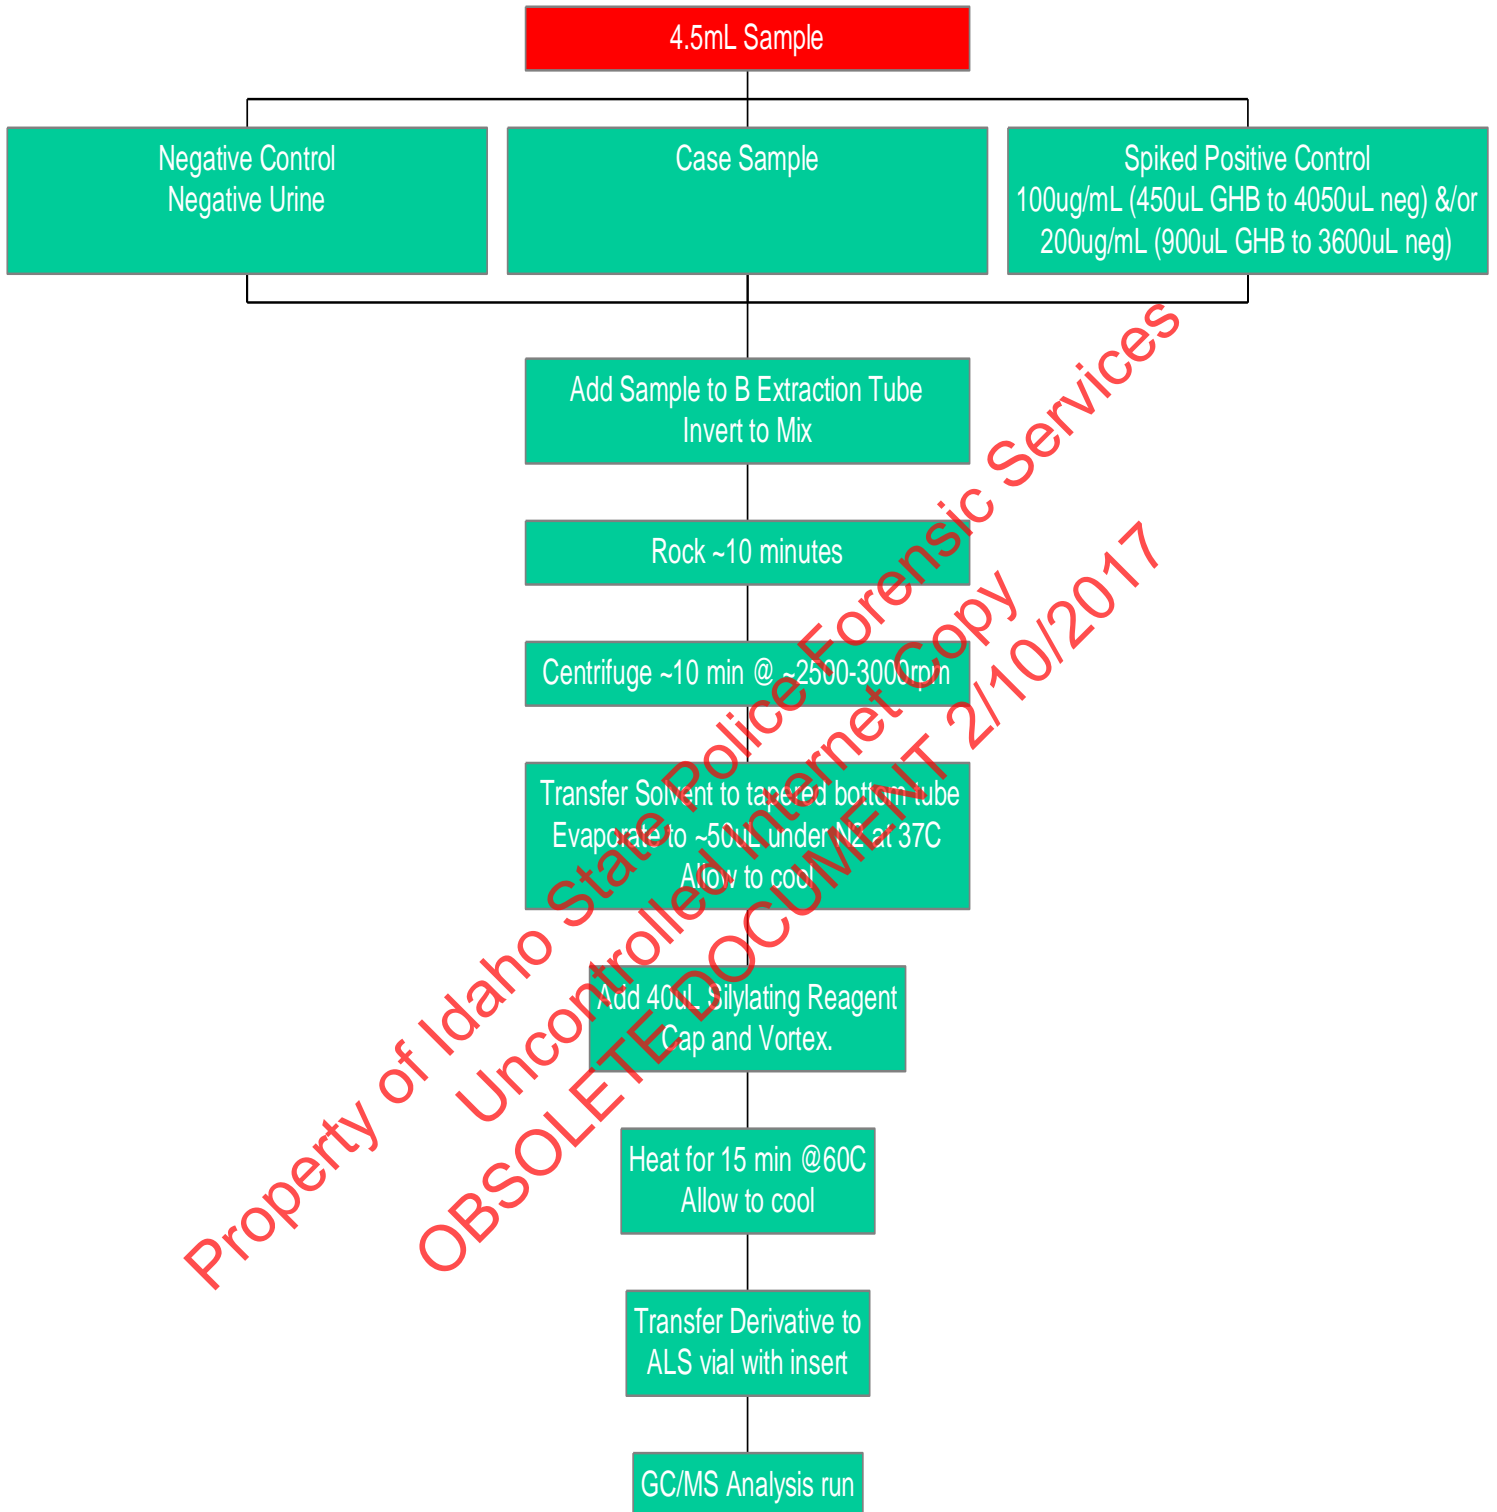 4.5mL Sample
Negative Control
Negative Urine
Case Sample
Spiked Positive Control
100ug/mL (450uL GHB to 4050uL neg) &/or
200ug/mL (900uL GHB to 3600uL neg)
Add Sample to B Extraction Tube
Invert to Mix
Rock ~10 minutes
Centrifuge ~10 min @ ~2500-3000rpm
Transfer Solvent to tapered bottom tube
Evaporate to ~50uL under N2 at 37C
Allow to cool
Add 40uL Silylating Reagent
Cap and Vortex.
Heat for 15 min @60C
Allow to cool
Transfer Derivative to
ALS vial with insert
GC/MS Analysis run
Property of Idaho State Police Forensic Services
Uncontrolled Internet Copy
OBSOLETE DOCUMENT 2/10/2017